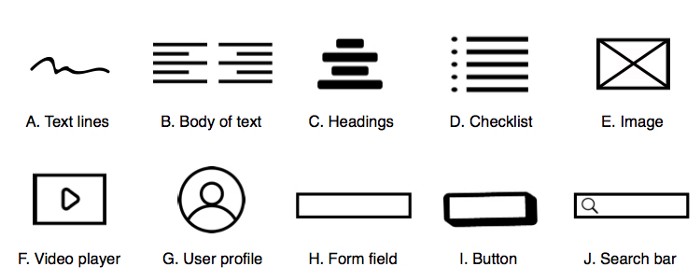 A. Text lines
B. Body of text
C. Headings
D. Checklist
E. Image
F. Video player
G. User profile
H. Form field
I. Button
J. Search bar